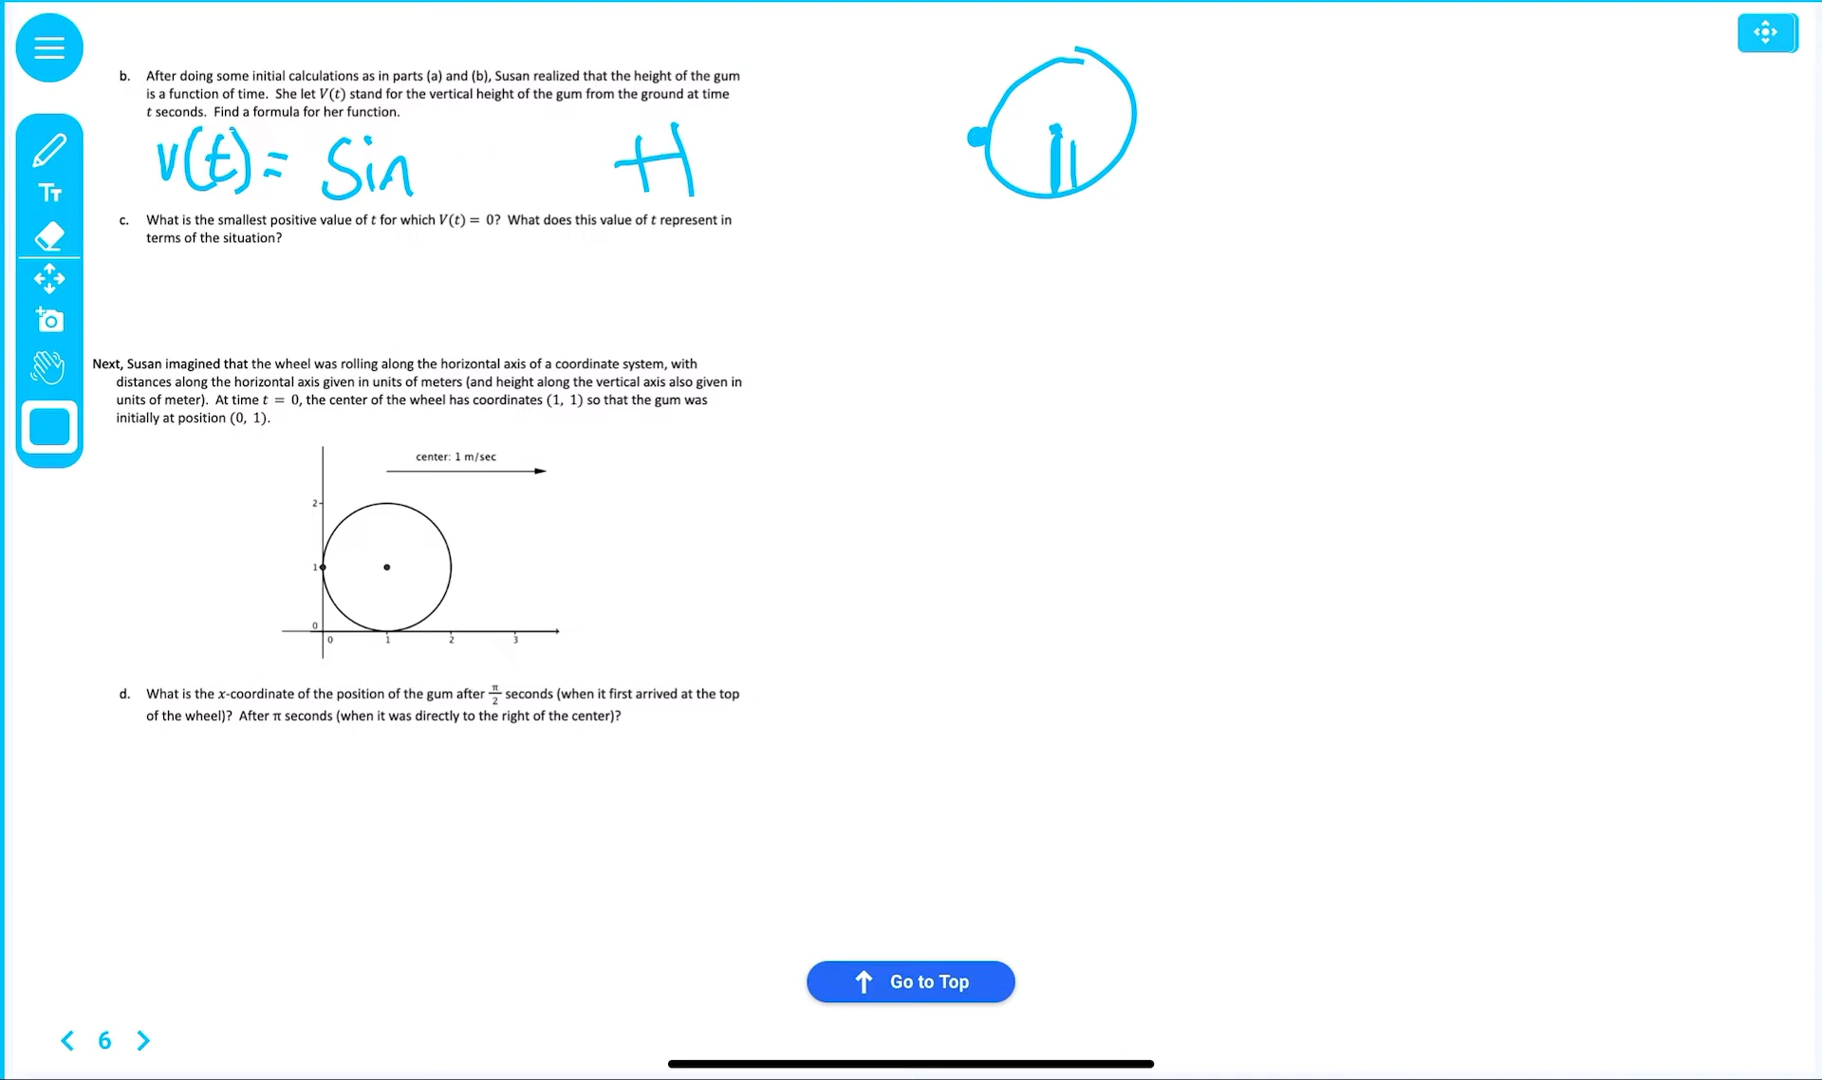 b. After doing some initial calculations as in parts (a) and (b), Susan realized that the height of the gum
is a function of time. She let V(t) stand for the vertical height of the gum from the ground at time
t seconds. Find a formula for her function.
V(t)= Sin H
c. What is the smallest positive value of t for which V(t) = 0? What does this value of t represent in
terms of the situation?
Next, Susan imagined that the wheel was rolling along the horizontal axis of a coordinate system, with
distances along the horizontal axis given in units of meters (and height along the vertical axis also given in
units of meter). At time t = 0, the center of the wheel has coordinates (1, 1) so that the gum was
initially at position (0, 1).
center: 1 m/sec
2
1
0
0 1 2 3
d. What is the x-coordinate of the position of the gum after π/2 seconds (when it first arrived at the top
of the wheel)? After π seconds (when it was directly to the right of the center)?
Go to Top
6
TT